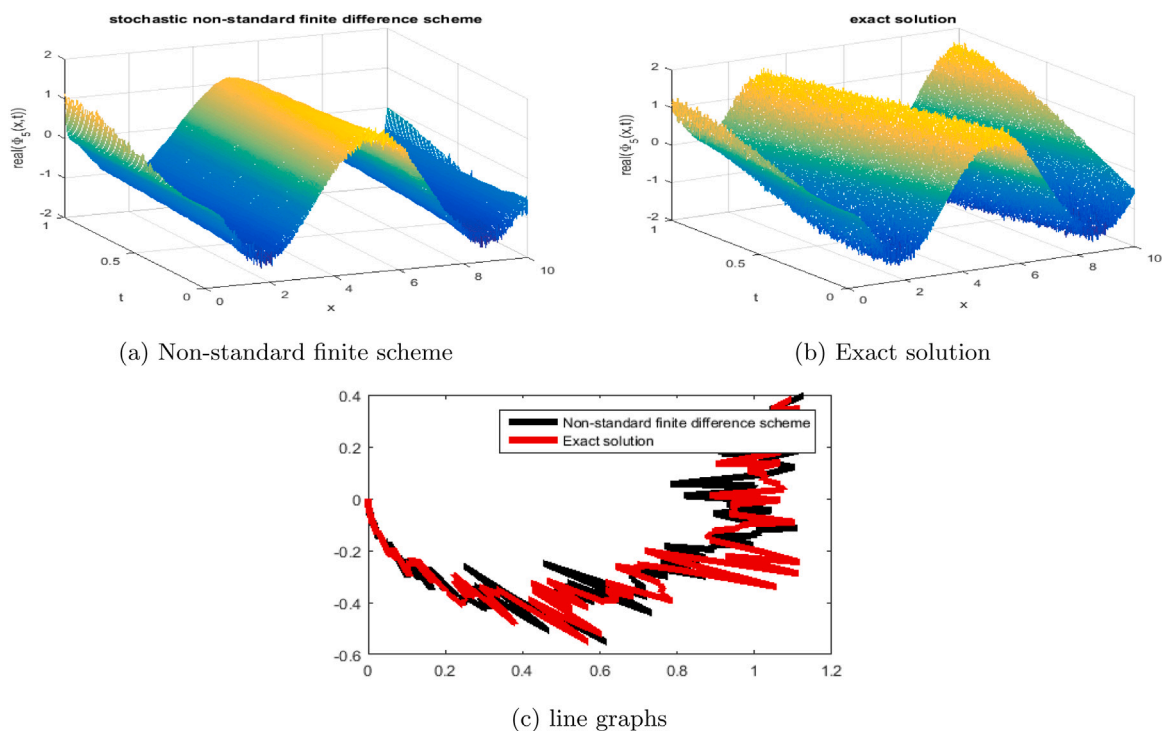 stochastic non-standard finite difference scheme
real(Φ5(x,t))
2
1
0
-1
-2
1
0.5
0
t
0
2
4
6
8
10
x
(a) Non-standard finite scheme
exact solution
real(Φ5(x,t))
2
1
0
-1
-2
1
0.5
0
t
0
2
4
6
8
10
x
(b) Exact solution
0.4
0.2
0
-0.2
-0.4
-0.6
Non-standard finite difference scheme
Exact solution
0 0.2 0.4 0.6 0.8 1 1.2
(c) line graphs